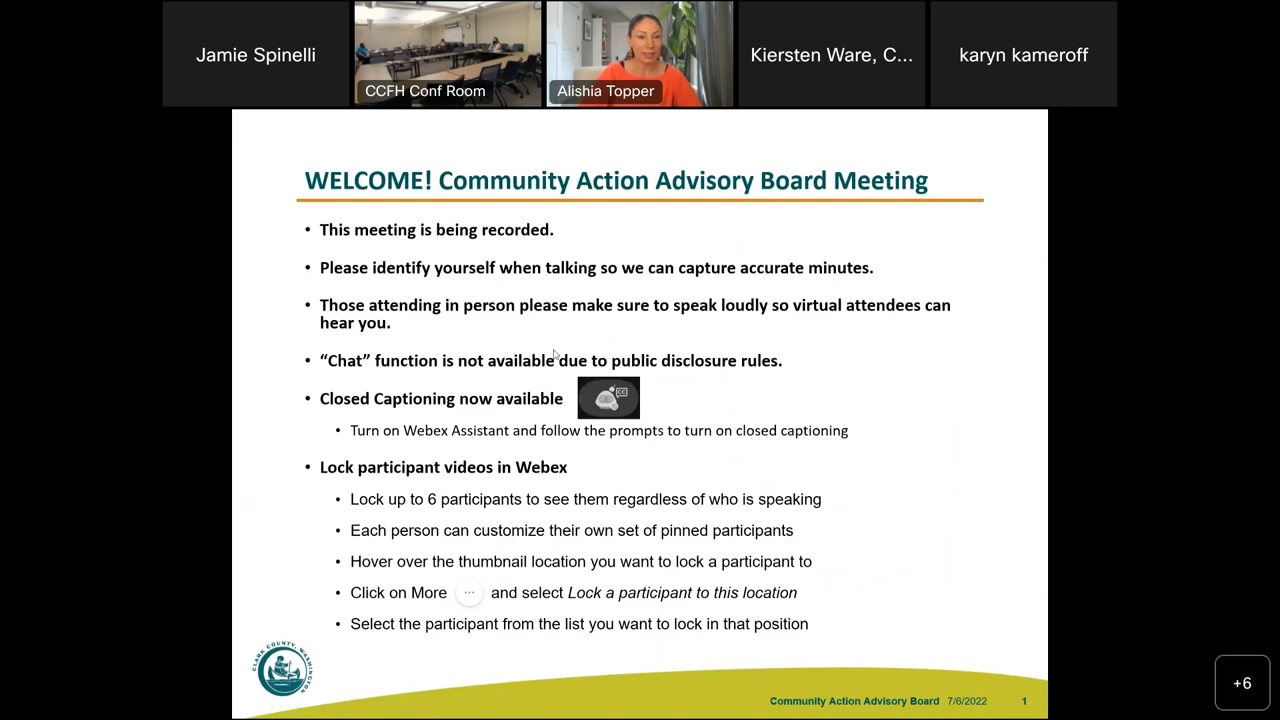 Jamie Spinelli
CCFH Conf Room
Alishia Topper
Kiersten Ware, C...
karyn kameroff
WELCOME! Community Action Advisory Board Meeting
• This meeting is being recorded.
• Please identify yourself when talking so we can capture accurate minutes.
• Those attending in person please make sure to speak loudly so virtual attendees can
hear you.
• “Chat” function is not available due to public disclosure rules.
• Closed Captioning now available
CC
• Turn on Webex Assistant and follow the prompts to turn on closed captioning
• Lock participant videos in Webex
• Lock up to 6 participants to see them regardless of who is speaking
• Each person can customize their own set of pinned participants
• Hover over the thumbnail location you want to lock a participant to
• Click on More ... and select Lock a participant to this location
• Select the participant from the list you want to lock in that position
CLARK COUNTY, WASHINGTON
Community Action Advisory Board 7/6/2022 1
+6